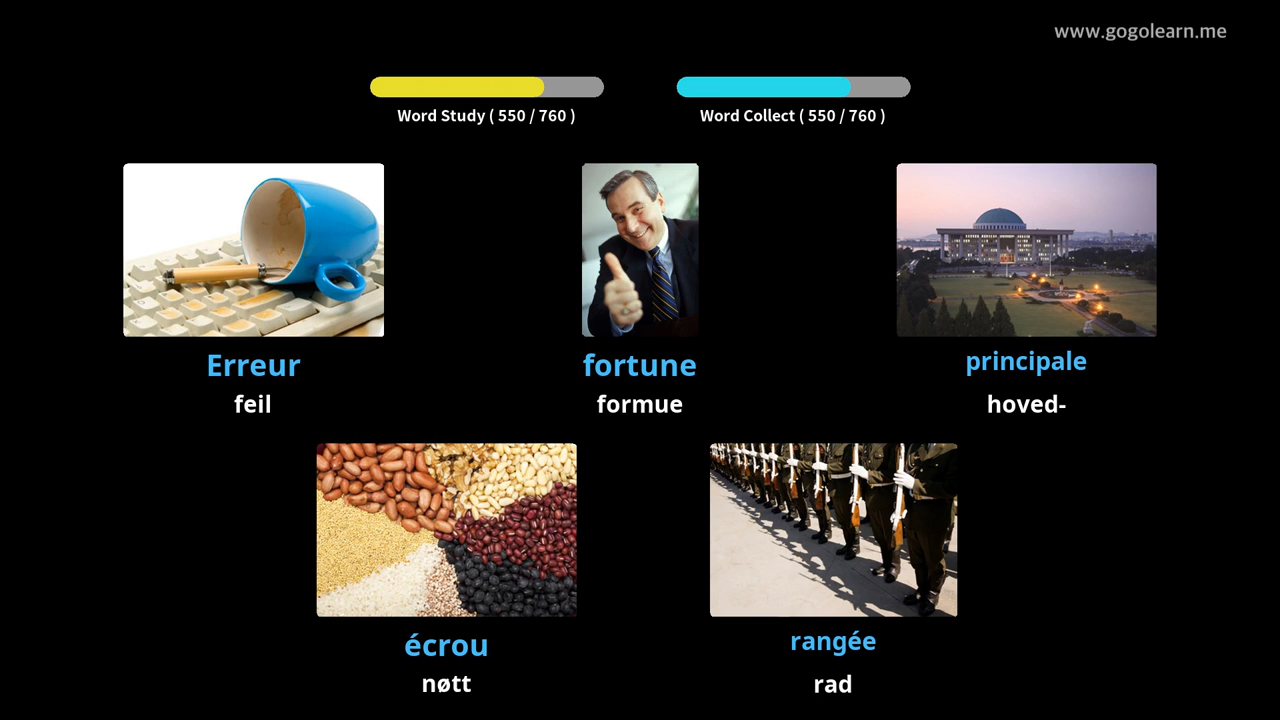 www.gogolearn.me
Word Study ( 550 / 760 )
Word Collect ( 550 / 760 )
Erreur
feil
fortune
formue
principale
hoved-
écrou
nøtt
rangée
rad